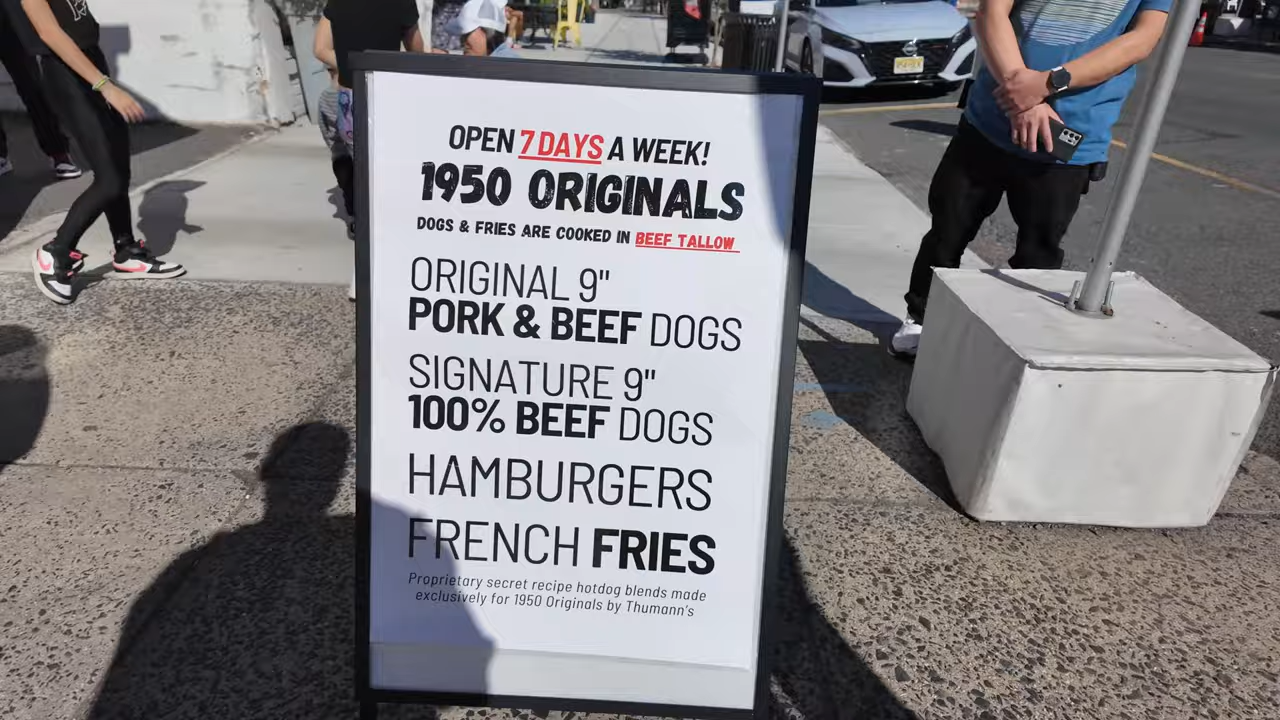 OPEN 7 DAYS A WEEK!
1950 ORIGINALS
DOGS & FRIES ARE COOKED IN BEEF TALLOW
ORIGINAL 9"
PORK & BEEF DOGS
SIGNATURE 9"
100% BEEF DOGS
HAMBURGERS
FRENCH FRIES
Proprietary secret recipe hotdog blends made
exclusively for 1950 Originals by Thumann's